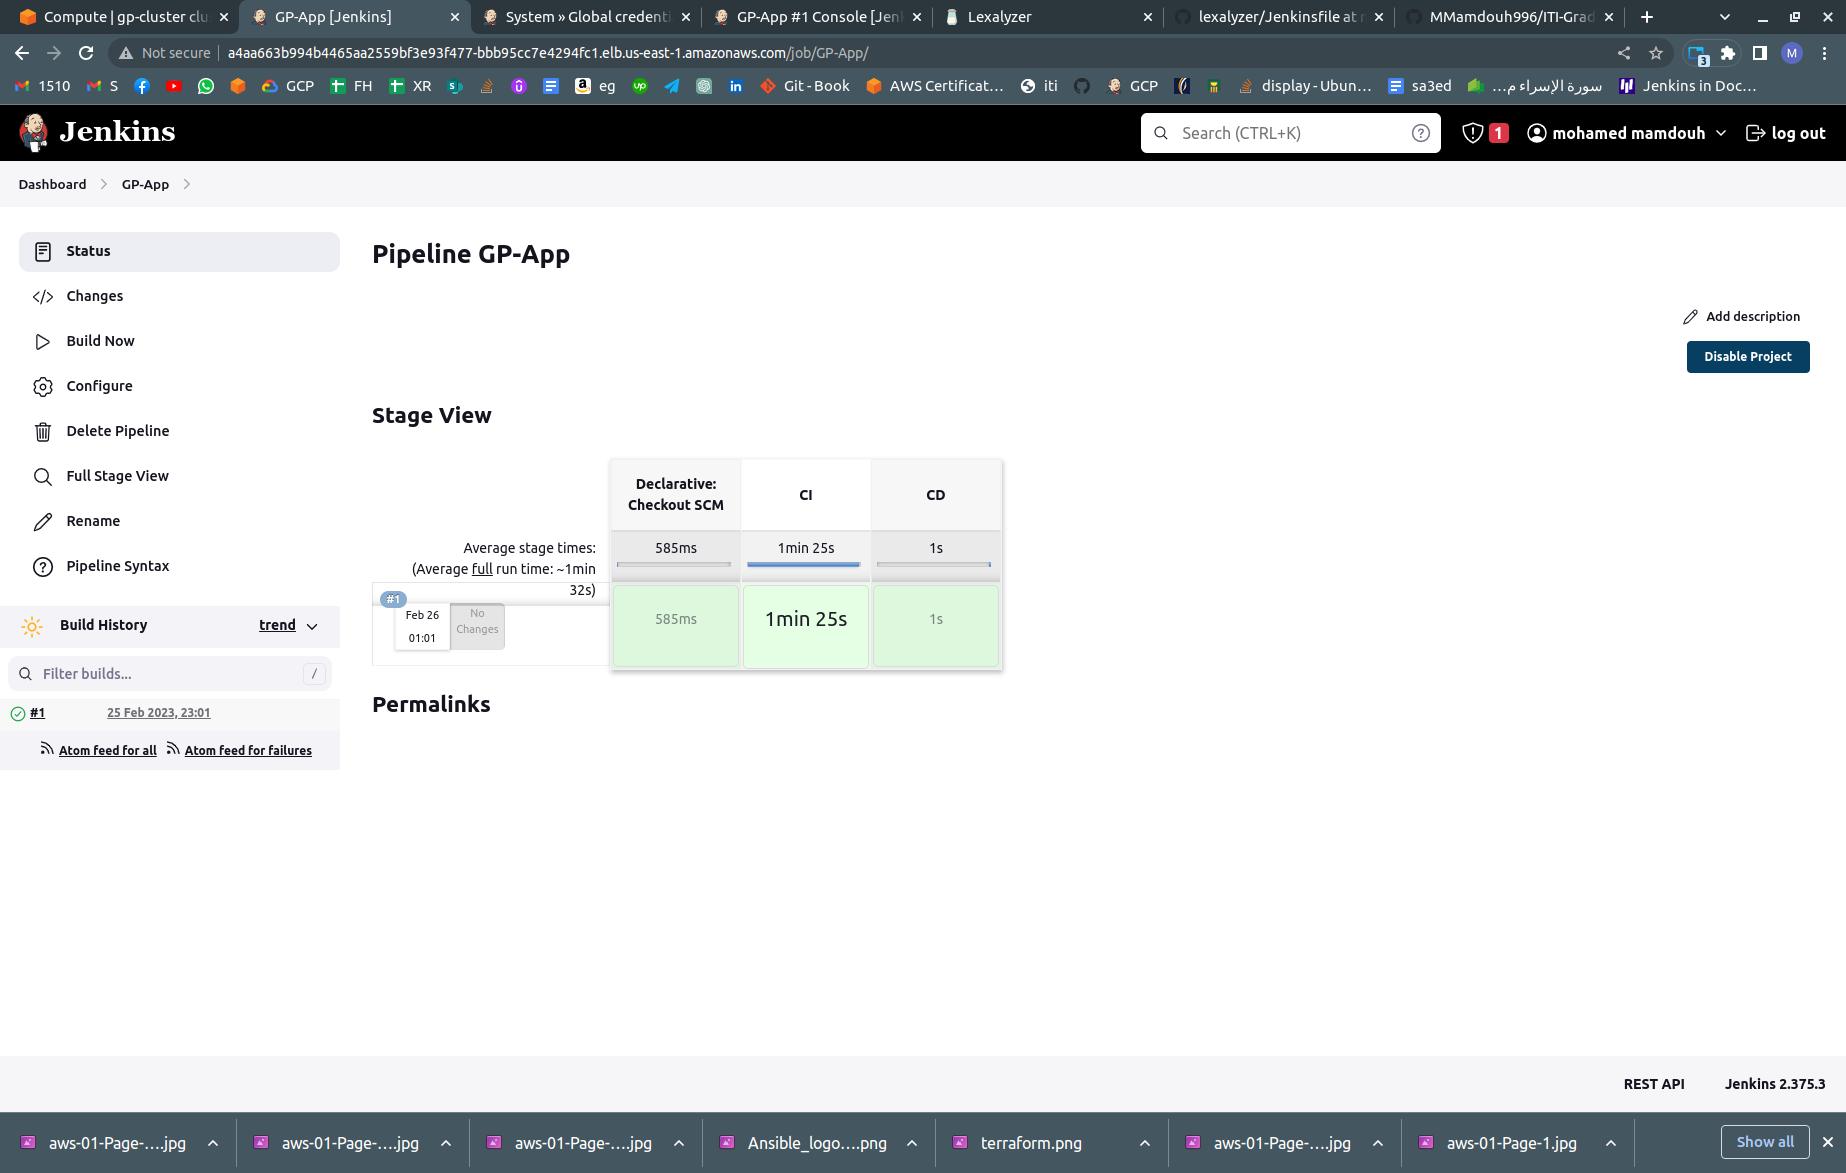 Compute | gp-cluster clu
GP-App [Jenkins]
System » Global credenti
GP-App #1 Console [Jen
Lexalyzer
lexalyzer/Jenkinsfile at
MMamdouh996/ITI-Grad
Not secure
a4aa663b994b4465aa2559bf3e93f477-bbb95cc7e4294fc1.elb.us-east-1.amazonaws.com/job/GP-App/
3
M
1510
S
GCP
FH
XR
eg
Git - Book
AWS Certificat…
iti
GCP
display - Ubun…
sa3ed
سورة الإسراء م…
Jenkins in Doc…
Jenkins
Search (CTRL+K)
1
mohamed mamdouh
log out
Dashboard
GP-App
Status
Changes
Build Now
Configure
Delete Pipeline
Full Stage View
Rename
Pipeline Syntax
Build History
trend
Filter builds...
/
#1
25 Feb 2023, 23:01
Atom feed for all
Atom feed for failures
Pipeline GP-App
Add description
Disable Project
Stage View
Declarative:
Checkout SCM
CI
CD
Average stage times:
(Average full run time: ~1min
32s)
585ms
1min 25s
1s
#1
Feb 26
01:01
No
Changes
585ms
1min 25s
1s
Permalinks
REST API
Jenkins 2.375.3
aws-01-Page-….jpg
aws-01-Page-….jpg
aws-01-Page-….jpg
Ansible_logo….png
terraform.png
aws-01-Page-….jpg
aws-01-Page-1.jpg
Show all